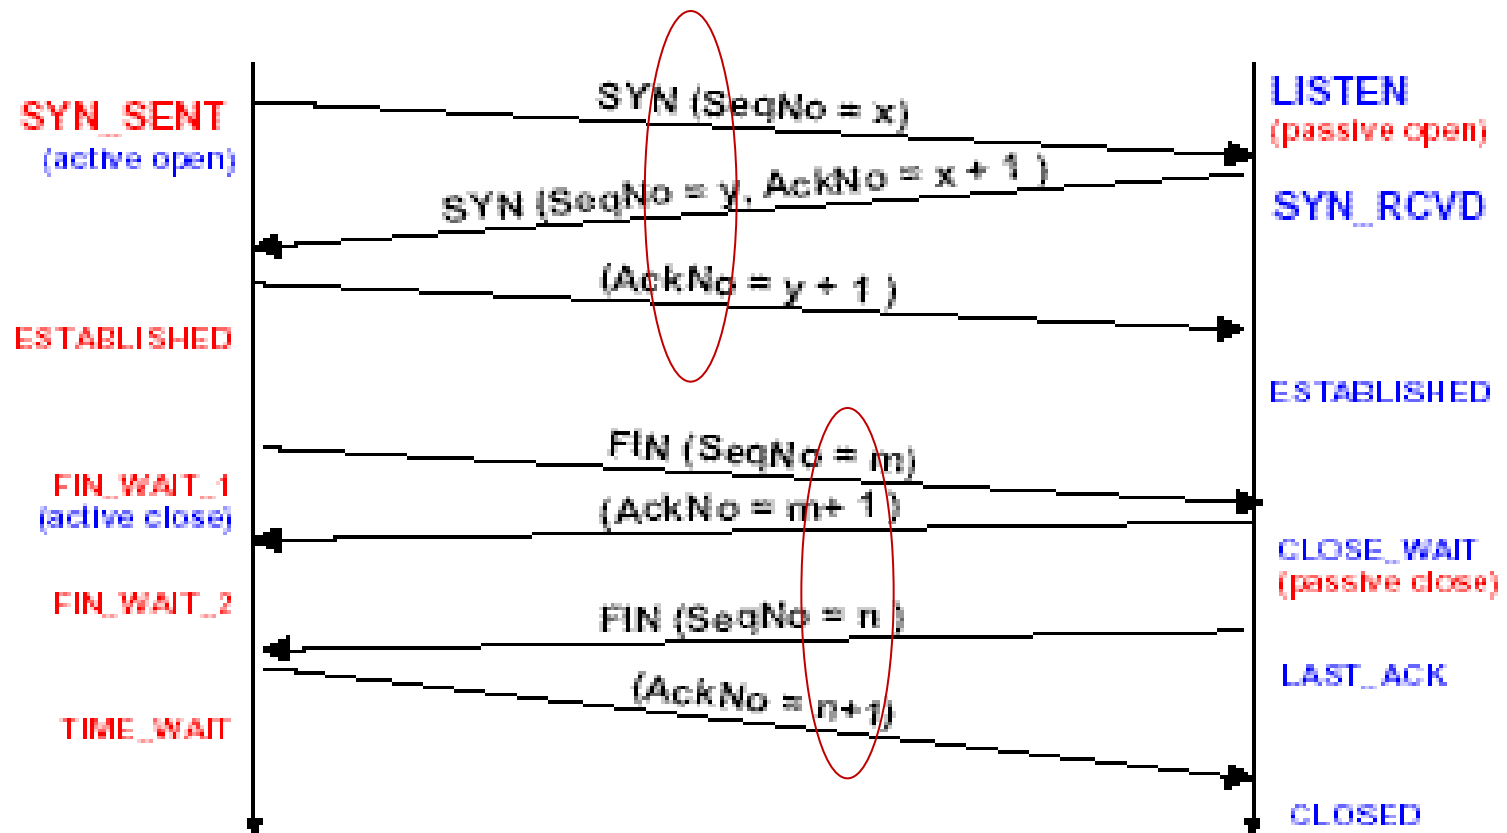 SYN (SeqNo = x)
LISTEN
SYN_SENT
(passive open)
(active open)
SYN (SeqNo = y, AckNo = x + 1 )
SYN_RCVD
(AckNo = y + 1 )
ESTABLISHED
ESTABLISHED
FIN (SeqNo = m)
FIN_WAIT_1
(active close)
(AckNo = m+ 1 )
CLOSE_WAIT
(passive close)
FIN_WAIT_2
FIN (SeqNo = n )
LAST_ACK
(AckNo = n+1)
TIME_WAIT
CLOSED